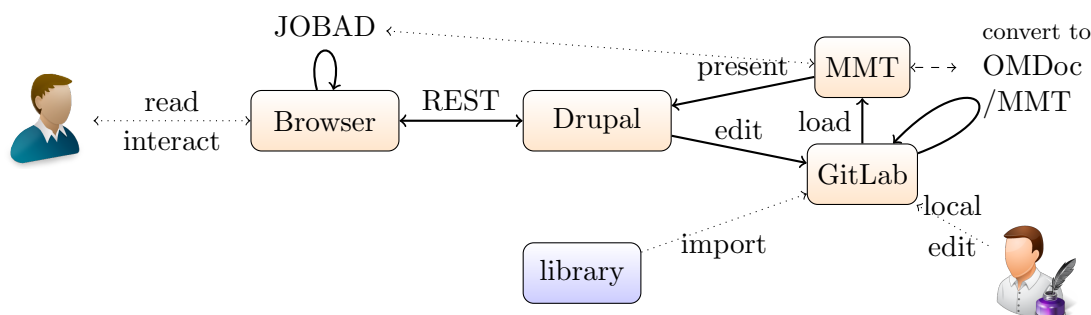 JOBAD
convert to
OMDoc
/MMT
present
MMT
read
interact
Browser
REST
Drupal
edit
load
GitLab
local
edit
import
library